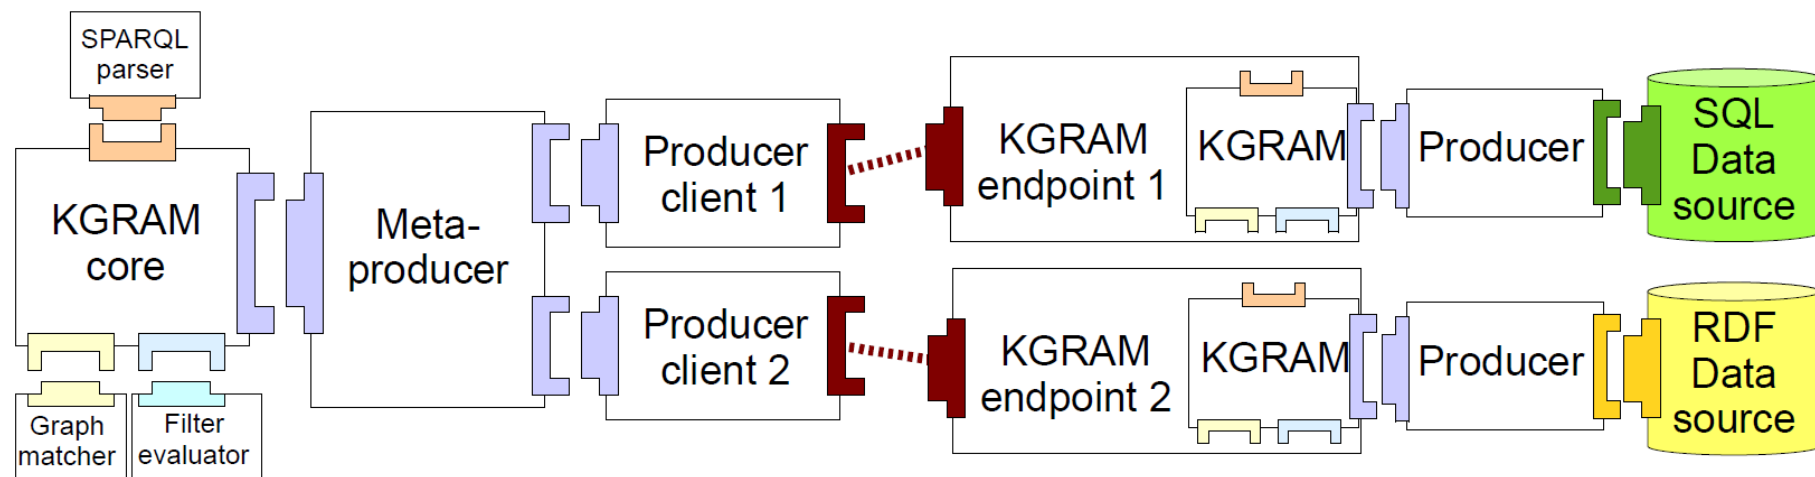 SPARQL
parser
KGRAM
core
Graph
matcher
Filter
evaluator
Meta-
producer
Producer
client 1
Producer
client 2
KGRAM
endpoint 1
KGRAM
Producer
SQL
Data
source
KGRAM
endpoint 2
KGRAM
Producer
RDF
Data
source